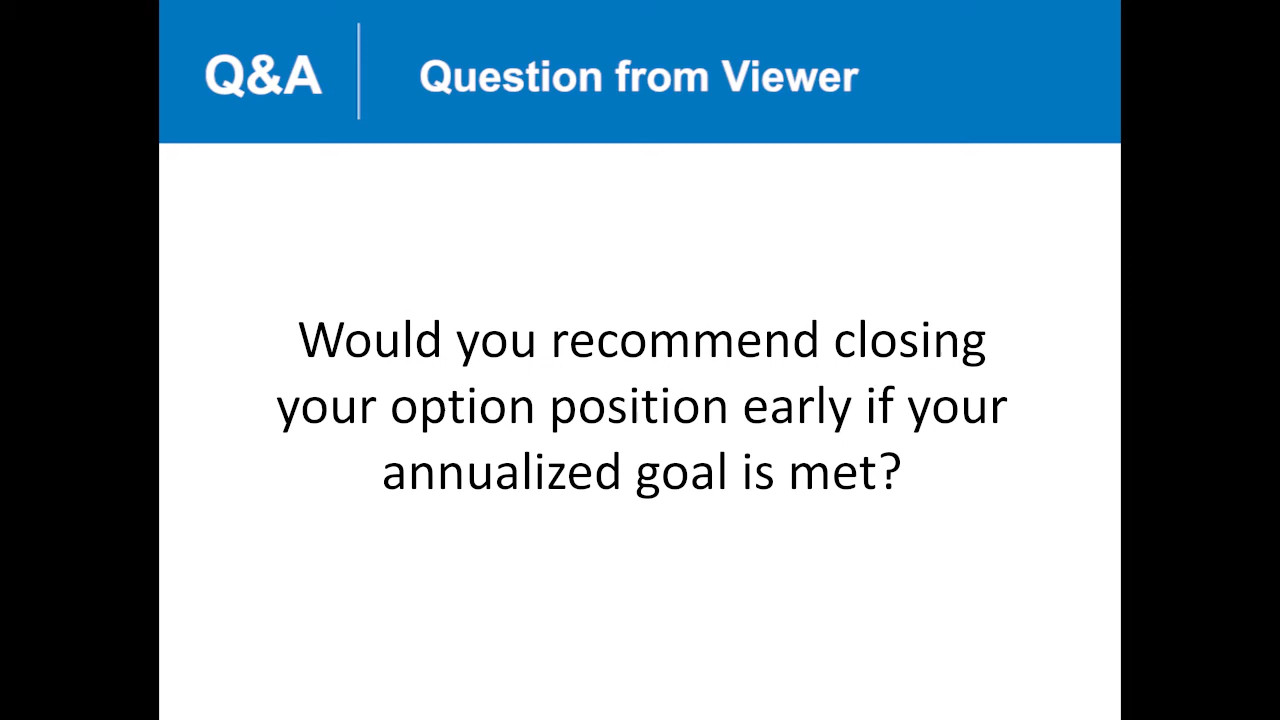 Q&A
Question from Viewer
Would you recommend closing
your option position early if your
annualized goal is met?